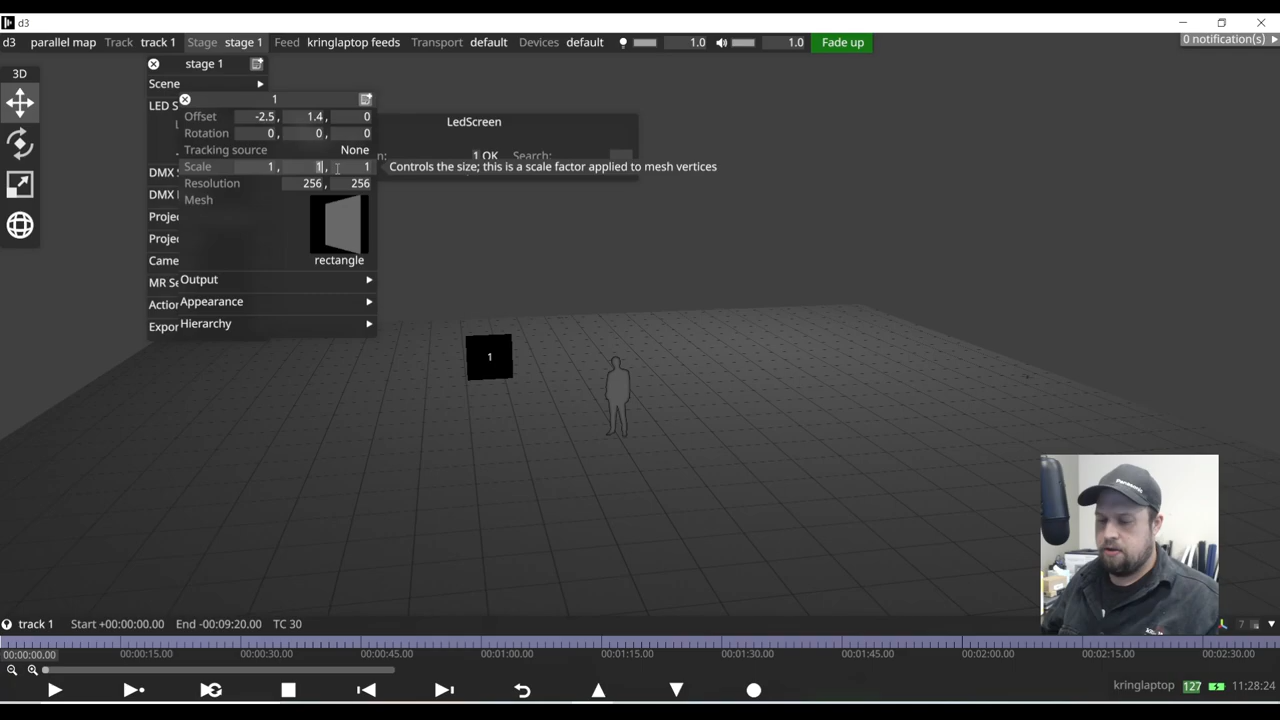 d3
d3 parallel map Track track 1 Stage stage 1 Feed kringlaptop feeds Transport default Devices default 1.0 1.0 Fade up 0 notification(s)
3D
stage 1
Scene
LED S
1
Offset -2.5, 1.4, 0
Rotation 0, 0, 0
Tracking source None
Scale 1, 1, 1
Resolution 256, 256
Mesh
rectangle
Output
Appearance
Hierarchy
LedScreen
n: 1 OK Search:
Controls the size; this is a scale factor applied to mesh vertices
DMX S
DMX
Projec
Projec
Came
MR Se
Action
Expor
1
Panasonic
track 1 Start +00:00:00.00 End -00:09:20.00 TC 30 7
00:00:00.00 00:00:15.00 00:00:30.00 00:00:45.00 00:01:00.00 00:01:15.00 00:01:30.00 00:01:45.00 00:02:00.00 00:02:15.00 00:02:30.00
kringlaptop 127 11:28:24